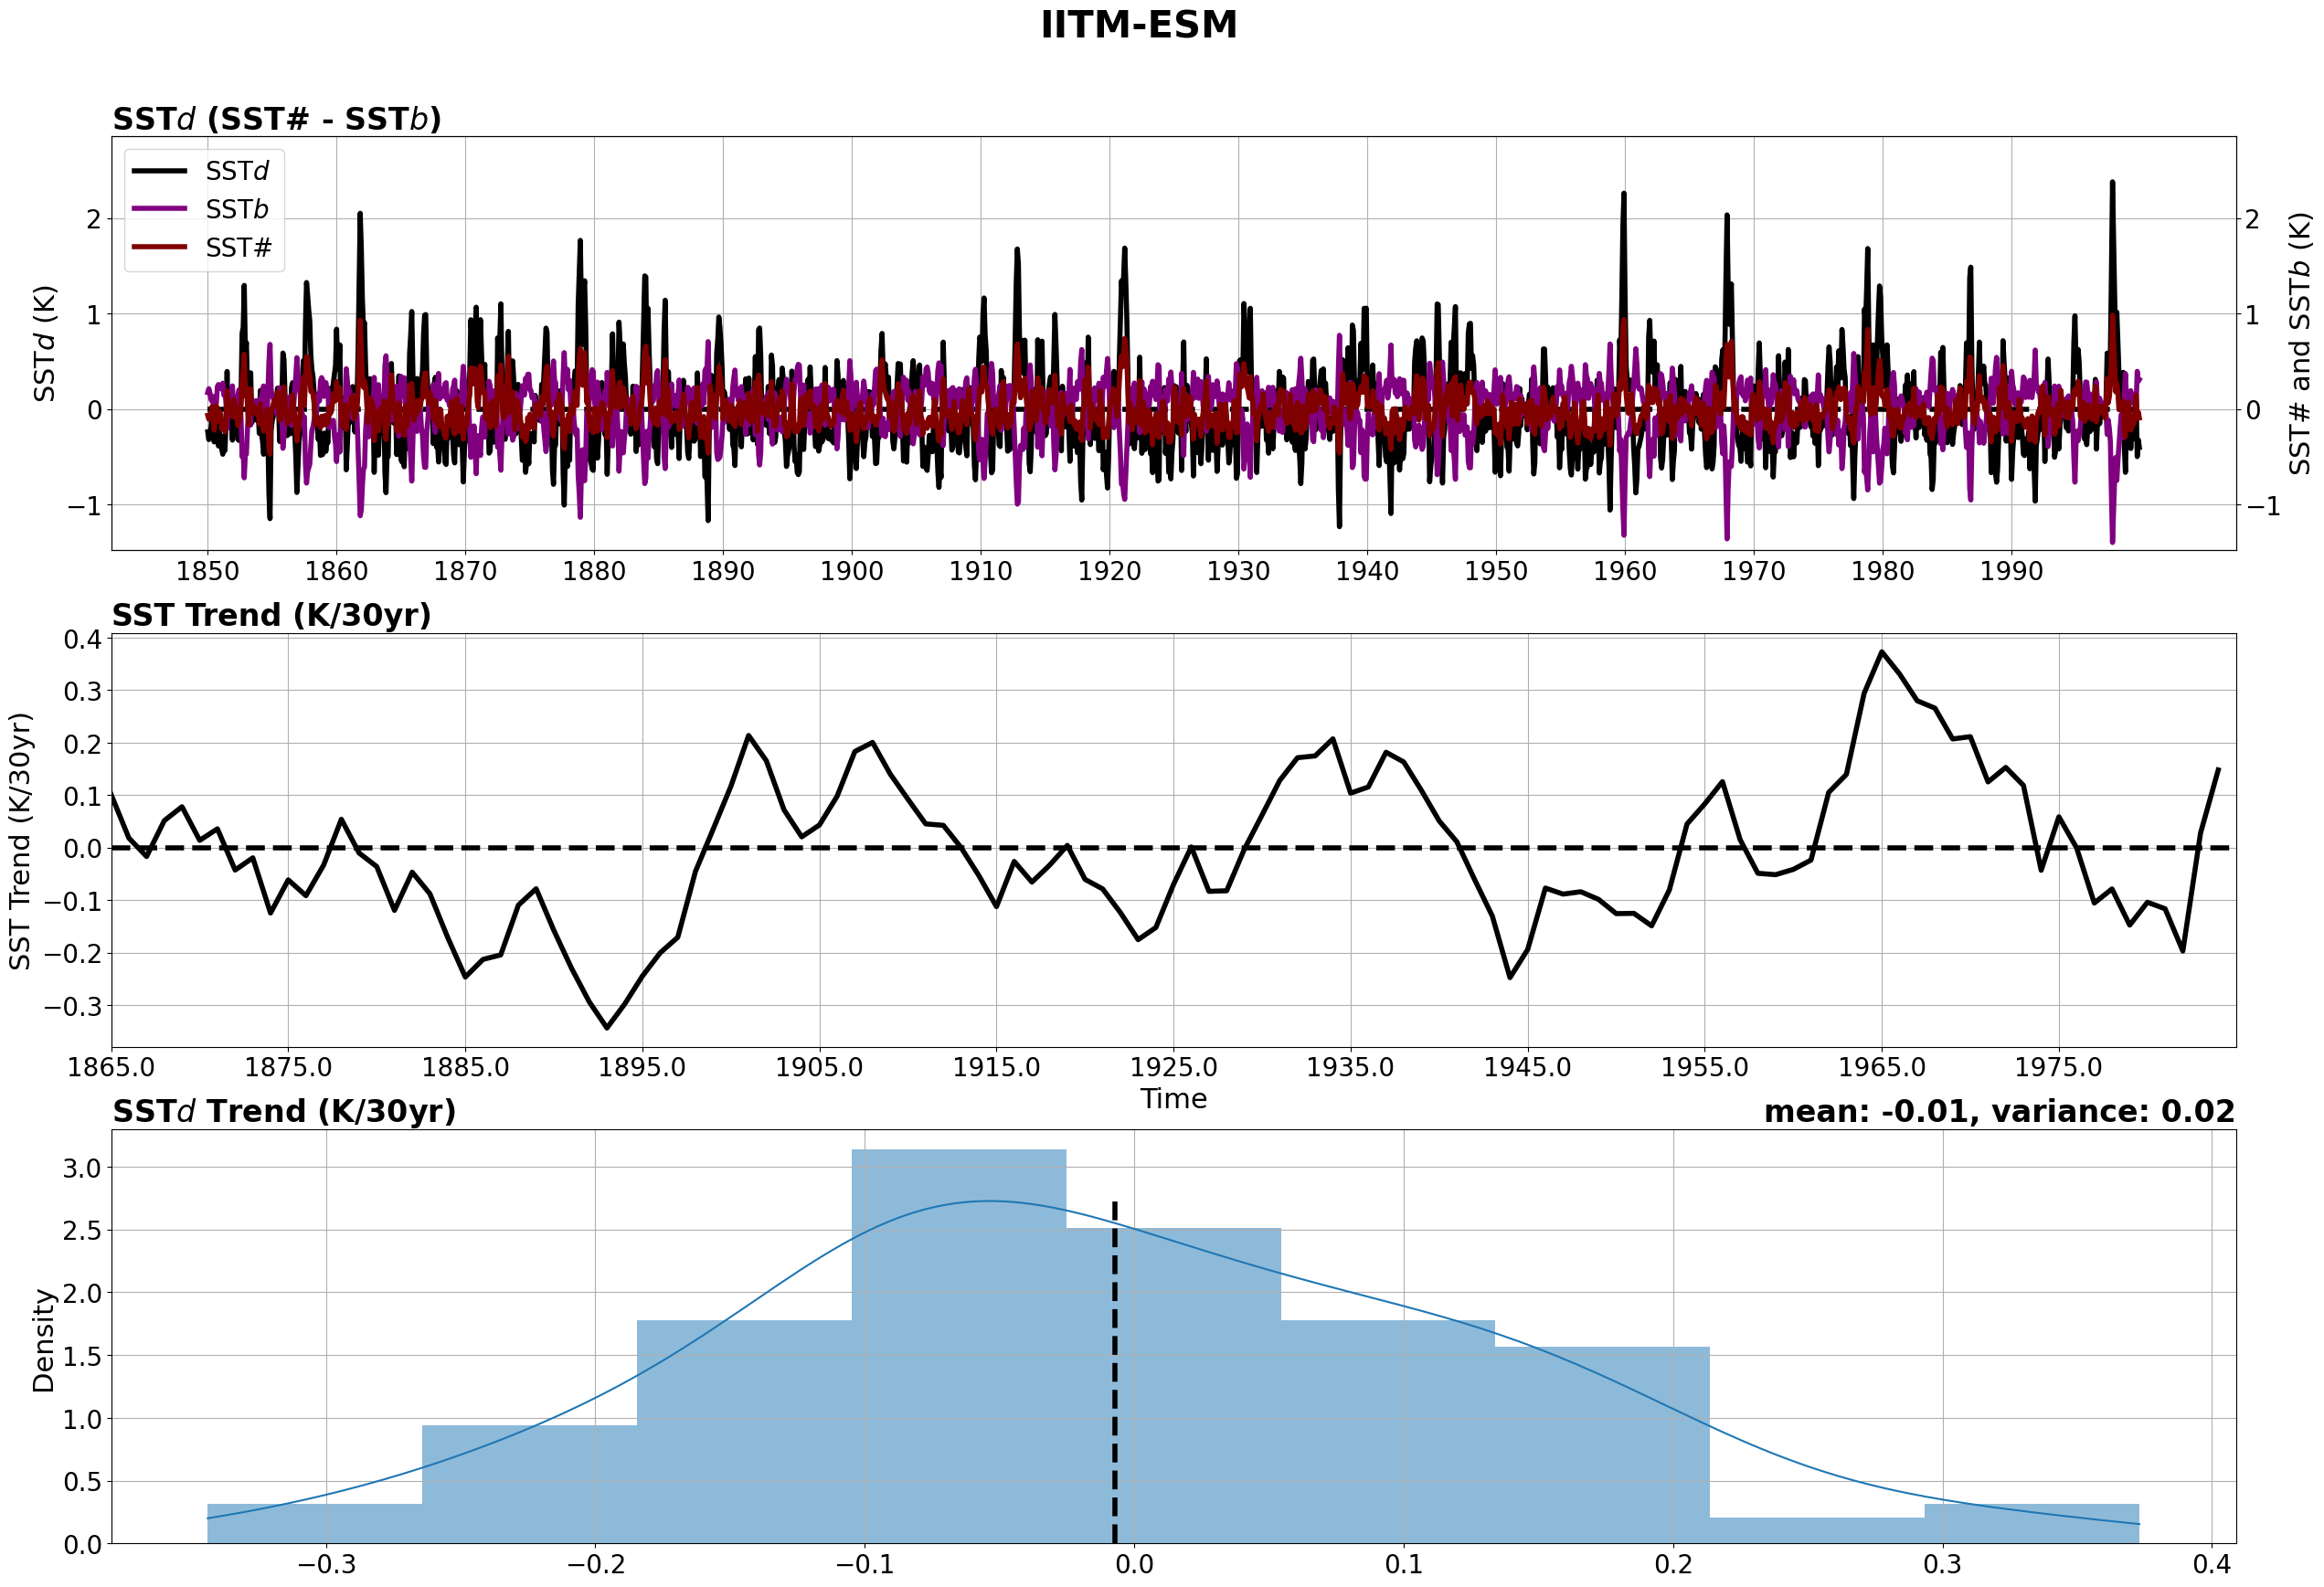 IITM-ESM
SSTd (SST# - SSTb)
SSTd
SSTb
SST#
SSTd (K)
2
1
0
−1
2
1
0
−1
SST# and SSTb (K)
1850 1860 1870 1880 1890 1900 1910 1920 1930 1940 1950 1960 1970 1980 1990
SST Trend (K/30yr)
SST Trend (K/30yr)
0.4
0.3
0.2
0.1
0.0
−0.1
−0.2
−0.3
1865.0 1875.0 1885.0 1895.0 1905.0 1915.0 1925.0 1935.0 1945.0 1955.0 1965.0 1975.0
Time
SSTd Trend (K/30yr)
mean: -0.01, variance: 0.02
Density
3.0
2.5
2.0
1.5
1.0
0.5
0.0
−0.3 −0.2 −0.1 0.0 0.1 0.2 0.3 0.4